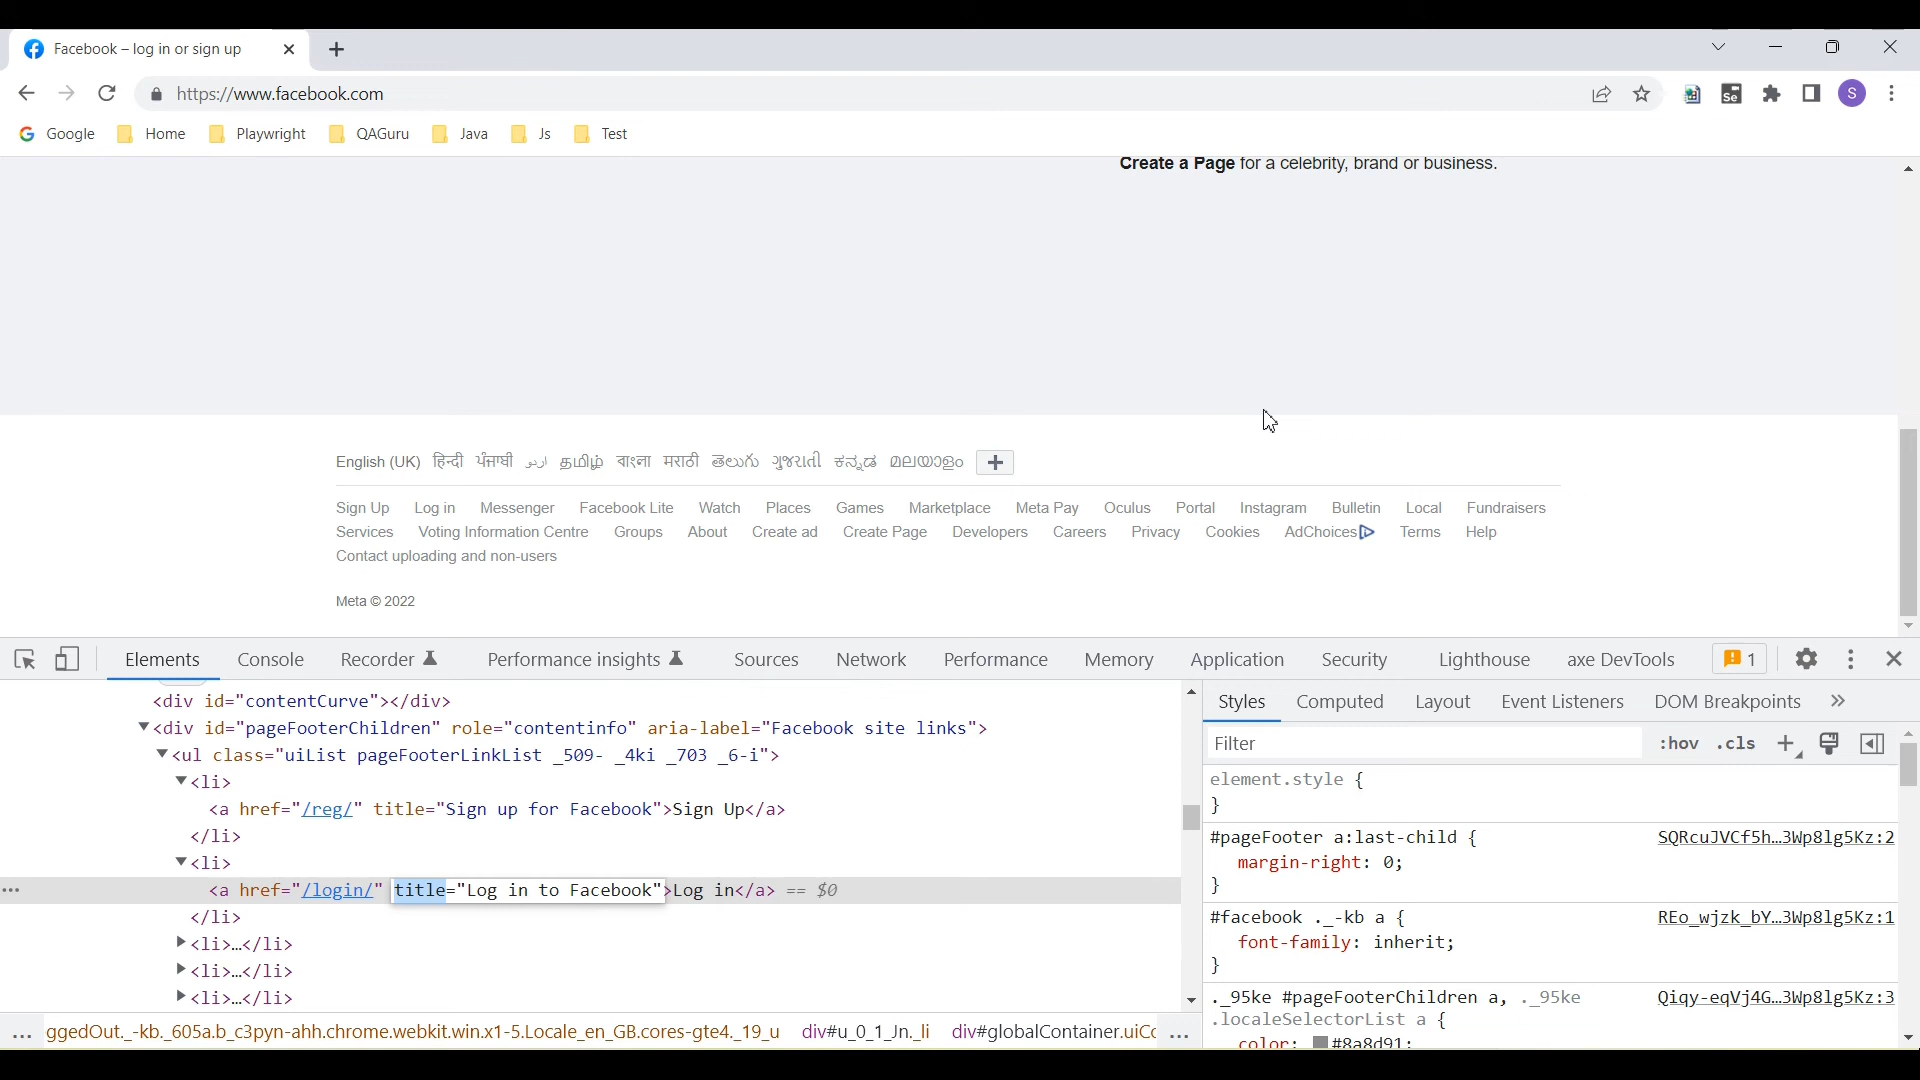 Facebook – log in or sign up
https://www.facebook.com
Se
S
Google Home Playwright QAGuru Java Js Test
Create a Page for a celebrity, brand or business.
English (UK) हिन्दी ਪੰਜਾਬੀ اردو தமிழ் বাংলা मराठी తెలుగు ગુજરાતી ಕನ್ನಡ മലയാളം +
Sign Up Log in Messenger Facebook Lite Watch Places Games Marketplace Meta Pay Oculus Portal Instagram Bulletin Local Fundraisers
Services Voting Information Centre Groups About Create ad Create Page Developers Careers Privacy Cookies AdChoices Terms Help
Contact uploading and non-users
Meta © 2022
Elements Console Recorder Performance insights Sources Network Performance Memory Application Security Lighthouse axe DevTools 1
<div id="contentCurve"></div>
<div id="pageFooterChildren" role="contentinfo" aria-label="Facebook site links">
<ul class="uiList pageFooterLinkList _509- _4ki _703 _6-i">
<li>
<a href="/reg/" title="Sign up for Facebook">Sign Up</a>
</li>
<li>
<a href="/login/" title="Log in to Facebook">Log in</a> == $0
</li>
<li>…</li>
<li>…</li>
<li>…</li>
... ggedOut._-kb._605a.b_c3pyn-ahh.chrome.webkit.win.x1-5.Locale_en_GB.cores-gte4._19_u div#u_0_1_Jn._li div#globalContainer.uiCo ...
Styles Computed Layout Event Listeners DOM Breakpoints »
Filter :hov .cls +
element.style {
}
#pageFooter a:last-child { SQRcuJVCf5h…3Wp8lg5Kz:2
margin-right: 0;
}
#facebook ._-kb a { REo_wjzk_bY…3Wp8lg5Kz:1
font-family: inherit;
}
._95ke #pageFooterChildren a, ._95ke Qiqy-eqVj4G…3Wp8lg5Kz:3
.localeSelectorList a {
color: #8a8d91;